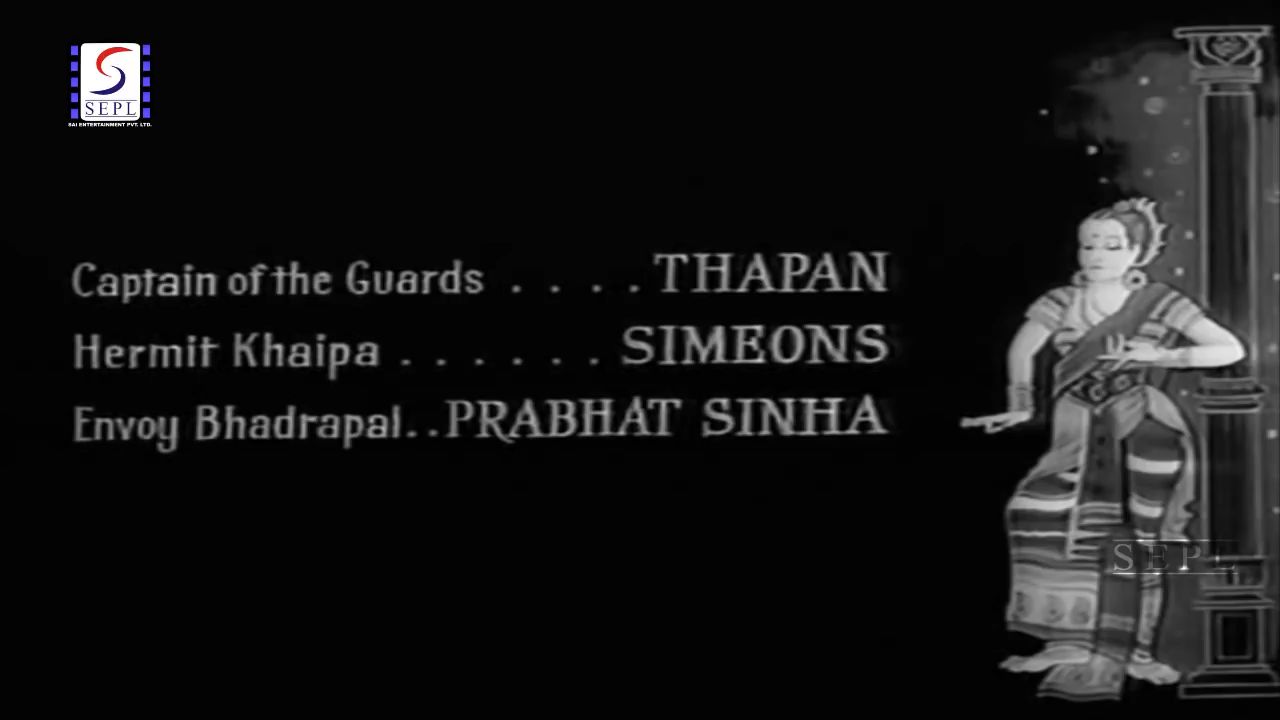 SEPL
SAI ENTERTAINMENT PVT. LTD.
Captain of the Guards . . . . THAPAN
Hermit Khaipa . . . . . . SIMEONS
Envoy Bhadrapal . . PRABHAT SINHA
SEPL